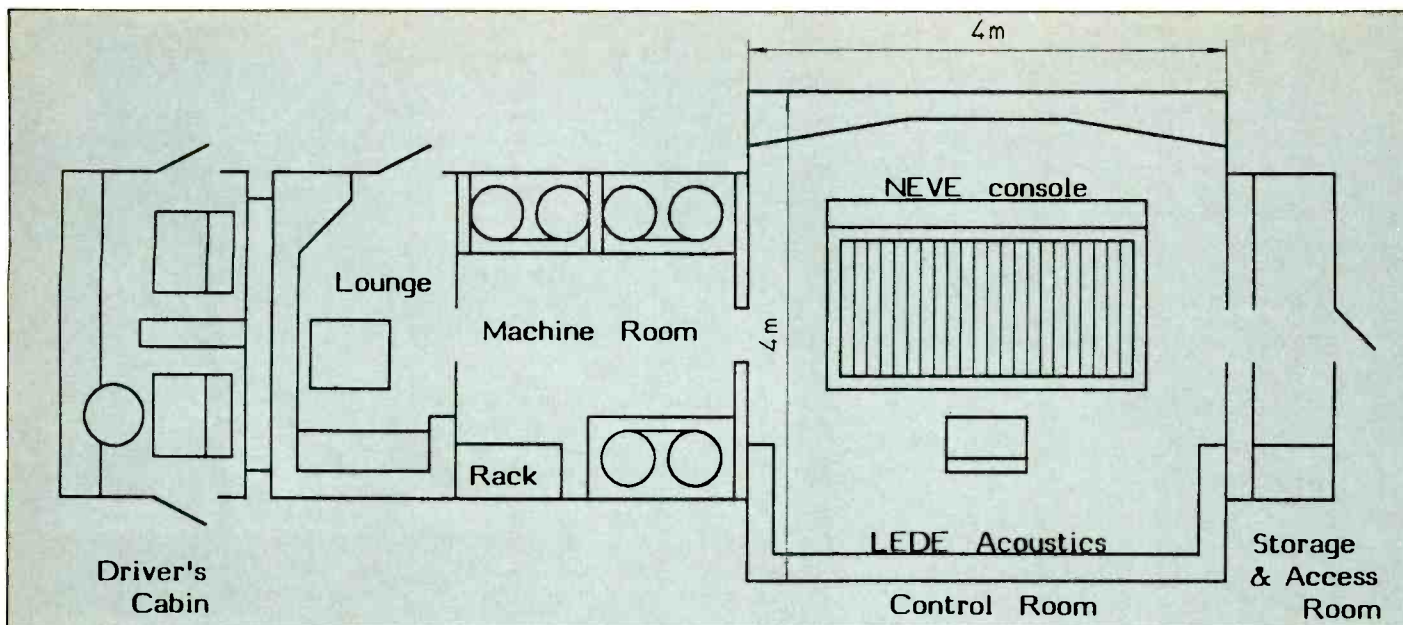 4m
NEVE console
Lounge
Machine Room
4m
Rack
LEDE Acoustics
Driver's
Cabin
Control Room
Storage
& Access
Room